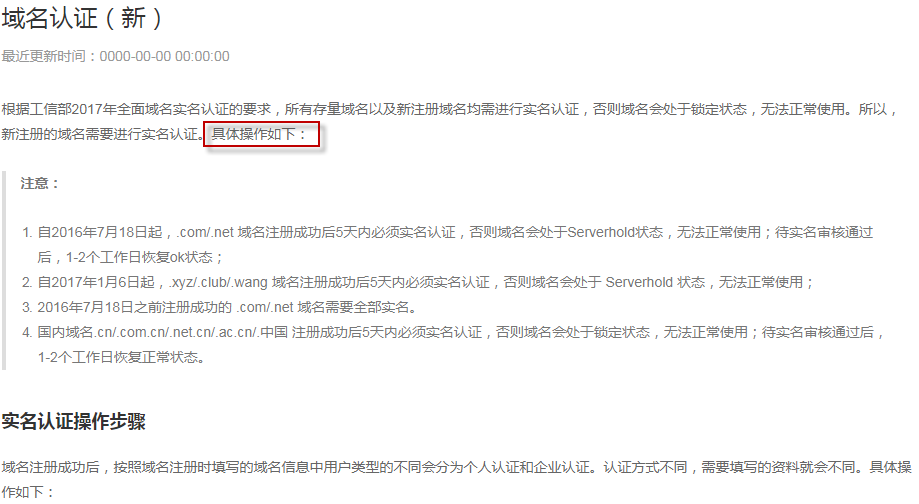 域名认证（新）
最近更新时间：0000-00-00 00:00:00
根据工信部2017年全面域名实名认证的要求，所有存量域名以及新注册域名均需进行实名认证，否则域名会处于锁定状态，无法正常使用。所以，
新注册的域名需要进行实名认证。具体操作如下：
注意：
1. 自2016年7月18日起，.com/.net 域名注册成功后5天内必须实名认证，否则域名会处于Serverhold状态，无法正常使用；待实名审核通过
后，1-2个工作日恢复ok状态；
2. 自2017年1月6日起，.xyz/.club/.wang 域名注册成功后5天内必须实名认证，否则域名会处于 Serverhold 状态，无法正常使用；
3. 2016年7月18日之前注册成功的 .com/.net 域名需要全部实名。
4. 国内域名.cn/.com.cn/.net.cn/.ac.cn/.中国 注册成功后5天内必须实名认证，否则域名会处于锁定状态，无法正常使用；待实名审核通过后，
1-2个工作日恢复正常状态。
实名认证操作步骤
域名注册成功后，按照域名注册时填写的域名信息中用户类型的不同会分为个人认证和企业认证。认证方式不同，需要填写的资料就会不同。具体操
作如下：